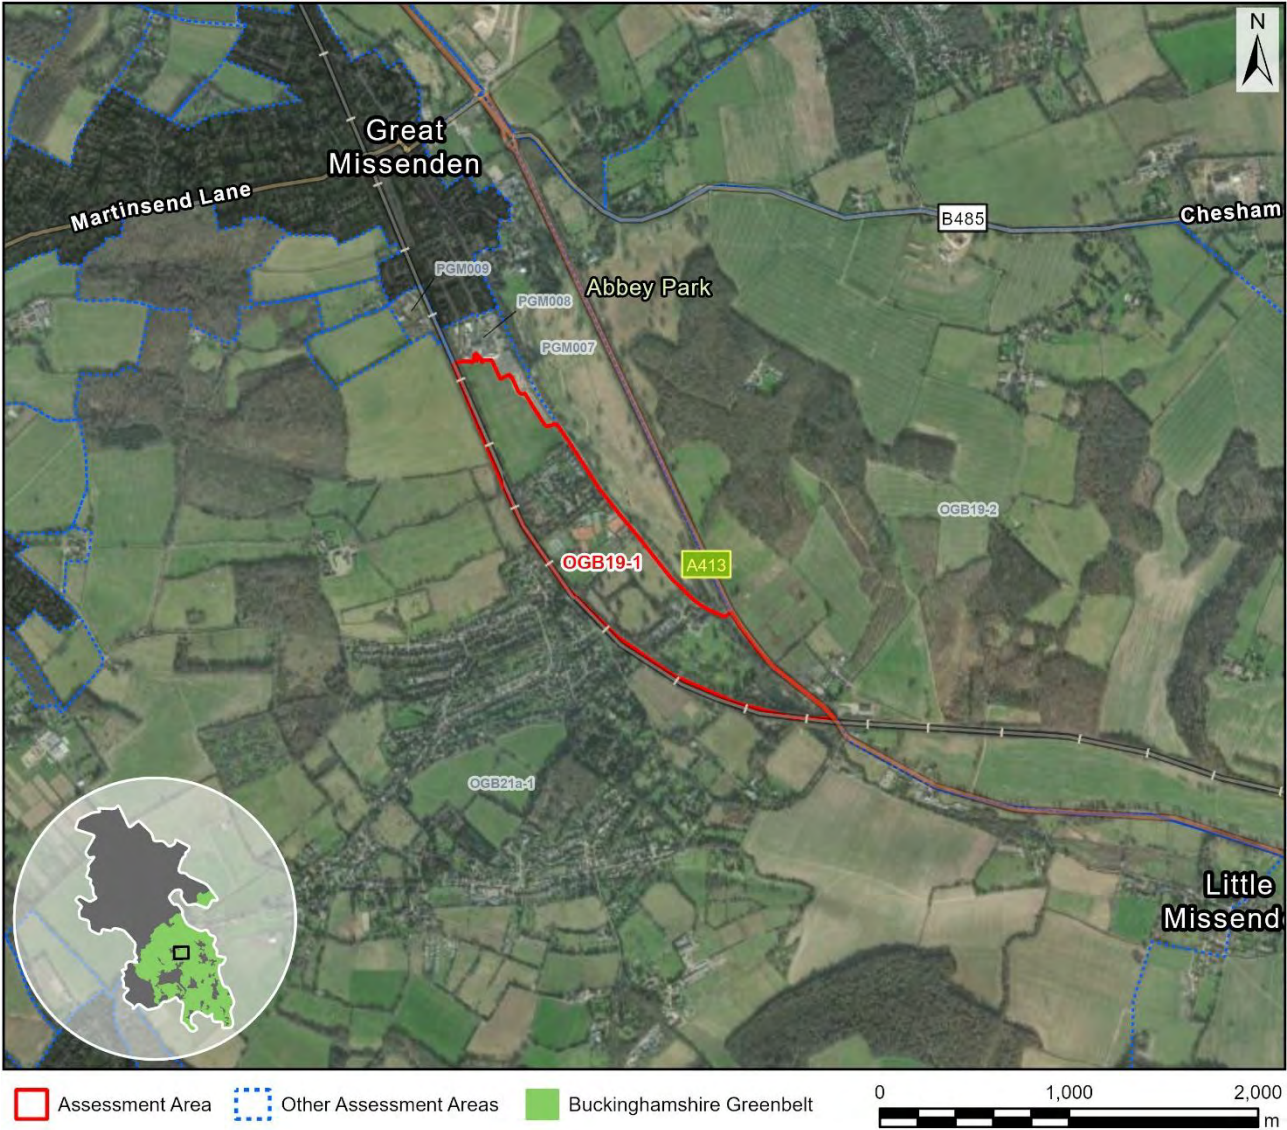 N
Great
Missenden
Martinsend Lane
B485
Chesham
PGM009
Abbey Park
PGM008
PGM007
OGB19-2
OGB19-1
A413
OGB21a-1
Little
Missend
Assessment Area
Other Assessment Areas
Buckinghamshire Greenbelt
0 1,000 2,000
m